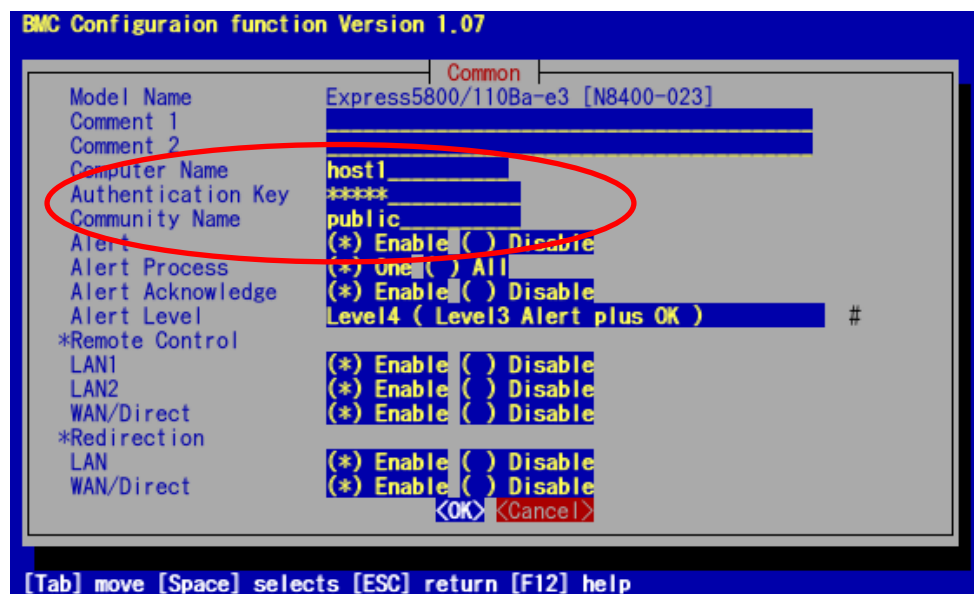 BMC Configuraion function Version 1.07
Common
Model Name Express5800/110Ba-e3 [N8400-023]
Comment 1
Comment 2
Computer Name host1
Authentication Key *****
Community Name public
Alert (*) Enable ( ) Disable
Alert Process (*) One ( ) All
Alert Acknowledge (*) Enable ( ) Disable
Alert Level Level4 ( Level3 Alert plus OK ) #
*Remote Control
LAN1 (*) Enable ( ) Disable
LAN2 (*) Enable ( ) Disable
WAN/Direct (*) Enable ( ) Disable
*Redirection
LAN (*) Enable ( ) Disable
WAN/Direct (*) Enable ( ) Disable
<OK> <Cancel>
[Tab] move [Space] selects [ESC] return [F12] help